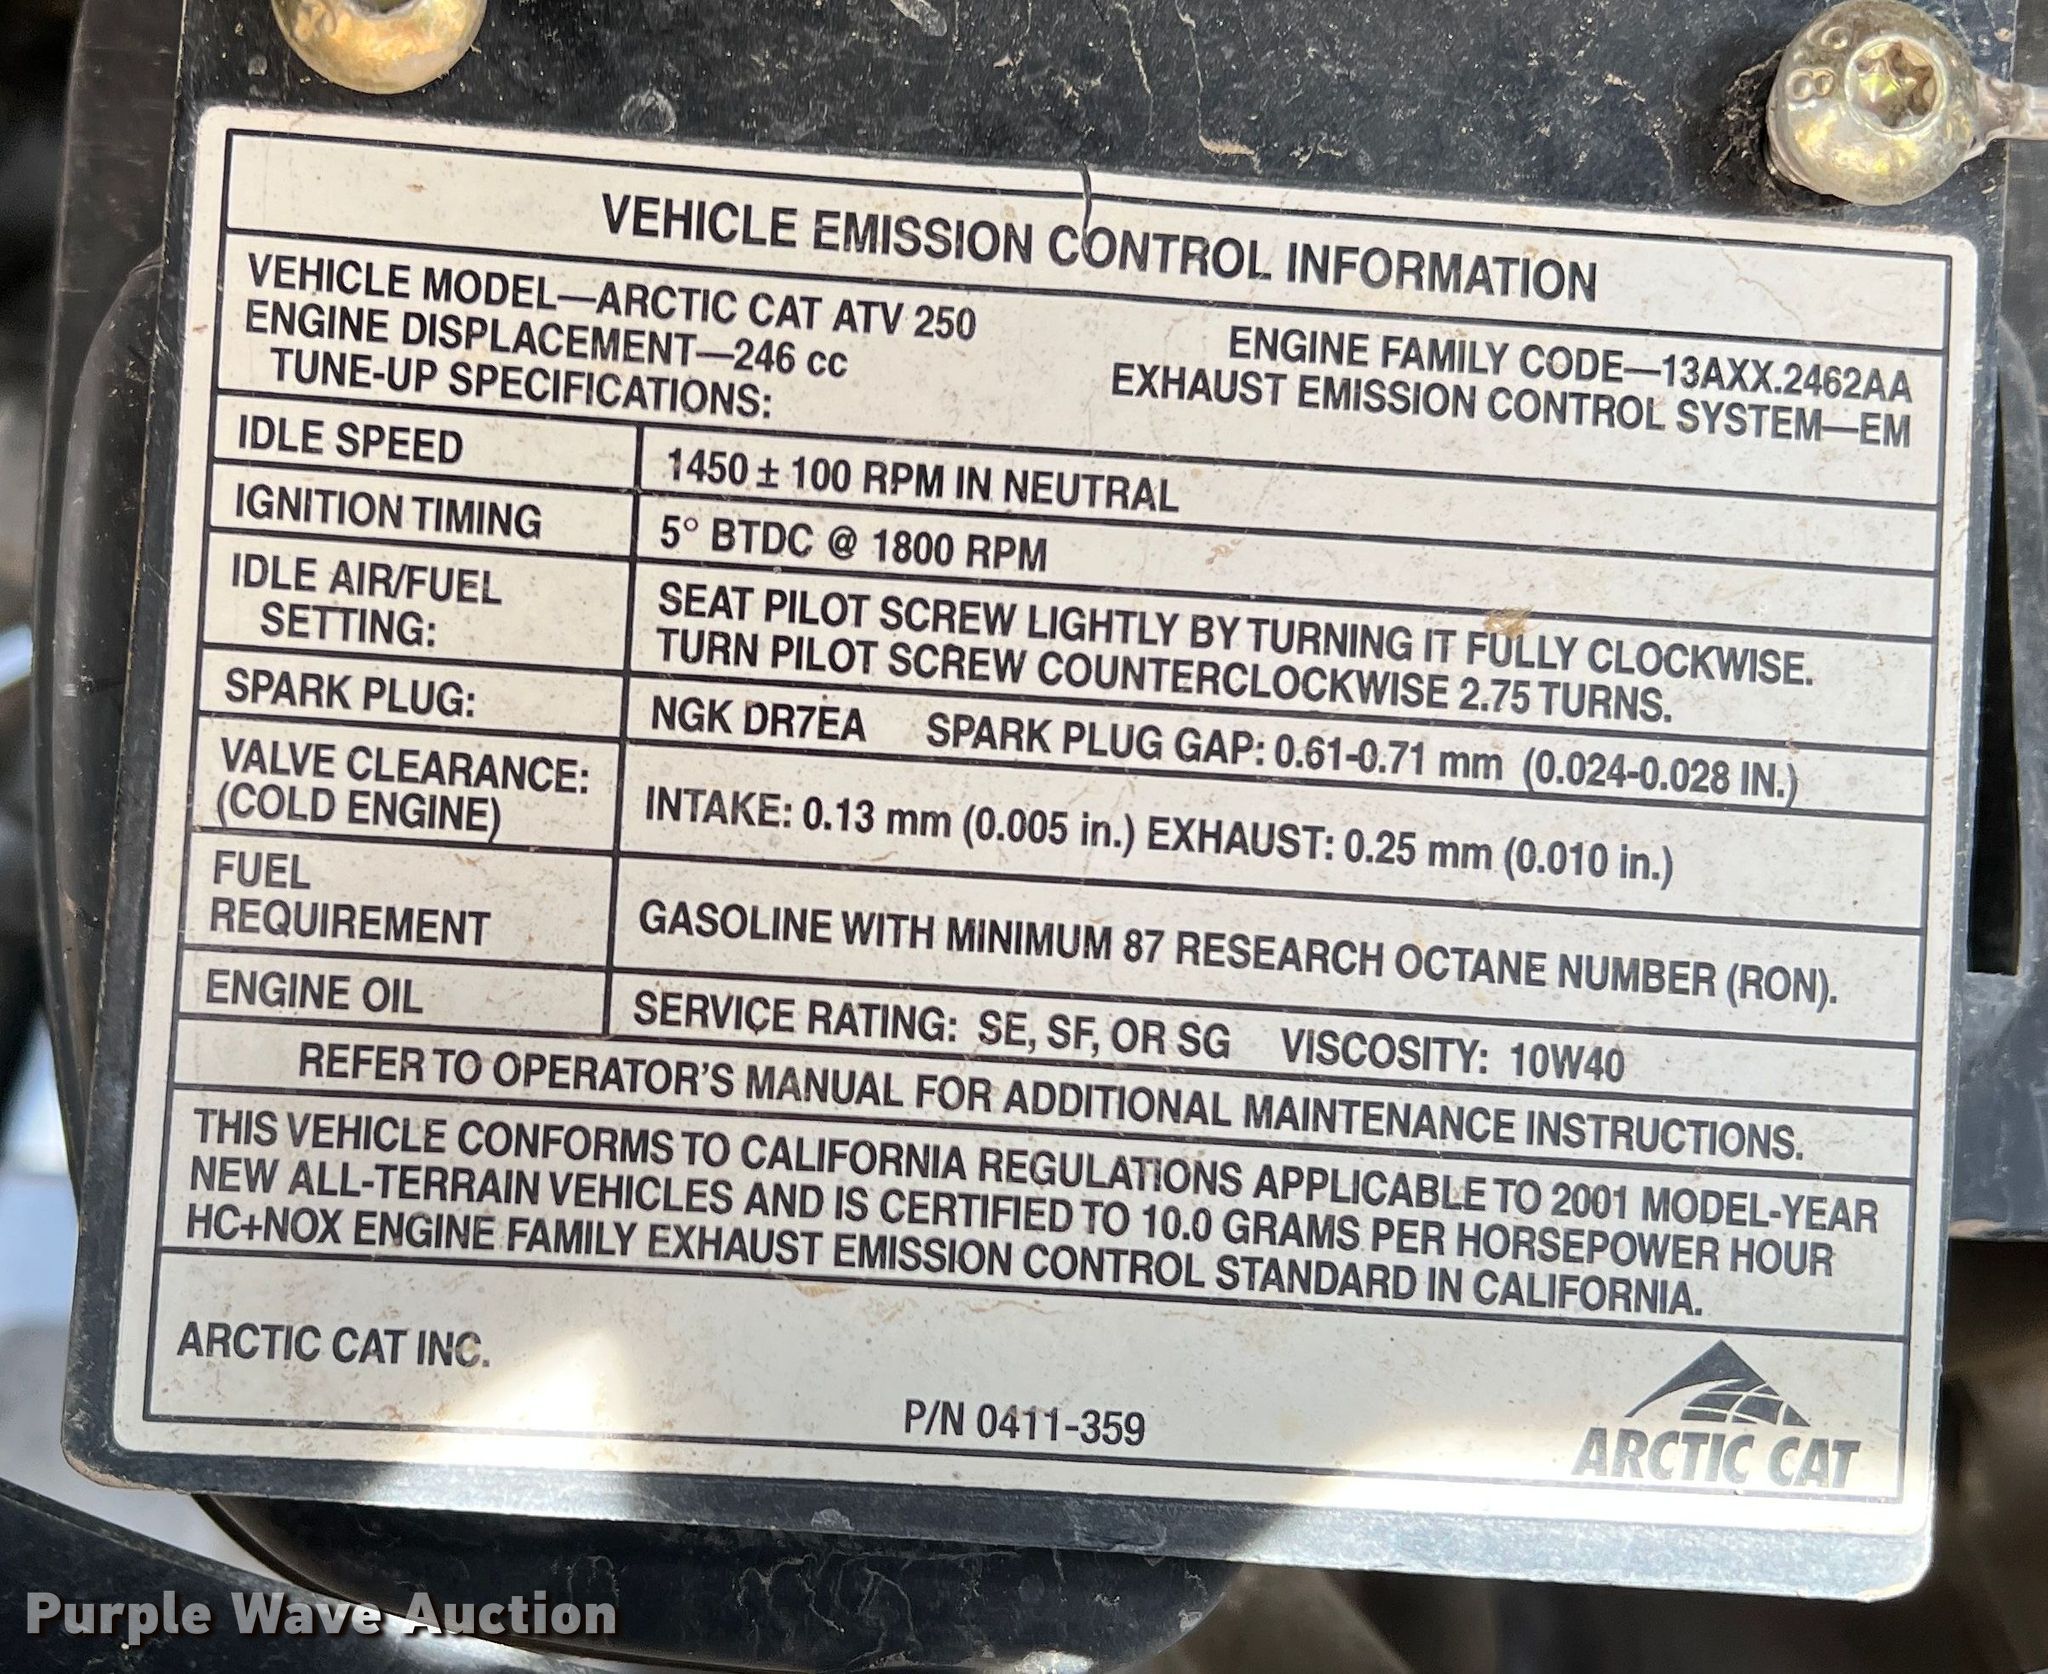 VEHICLE EMISSION CONTROL INFORMATION
VEHICLE MODEL—ARCTIC CAT ATV 250
ENGINE DISPLACEMENT—246 cc
TUNE-UP SPECIFICATIONS:
ENGINE FAMILY CODE—13AXX.2462AA
EXHAUST EMISSION CONTROL SYSTEM—EM
IDLE SPEED 1450 ± 100 RPM IN NEUTRAL
IGNITION TIMING 5° BTDC @ 1800 RPM
IDLE AIR/FUEL
SETTING:
SEAT PILOT SCREW LIGHTLY BY TURNING IT FULLY CLOCKWISE.
TURN PILOT SCREW COUNTERCLOCKWISE 2.75 TURNS.
SPARK PLUG: NGK DR7EA SPARK PLUG GAP: 0.61-0.71 mm (0.024-0.028 IN.)
VALVE CLEARANCE:
(COLD ENGINE)
INTAKE: 0.13 mm (0.005 in.) EXHAUST: 0.25 mm (0.010 in.)
FUEL
REQUIREMENT
GASOLINE WITH MINIMUM 87 RESEARCH OCTANE NUMBER (RON).
ENGINE OIL SERVICE RATING: SE, SF, OR SG VISCOSITY: 10W40
REFER TO OPERATOR'S MANUAL FOR ADDITIONAL MAINTENANCE INSTRUCTIONS.
THIS VEHICLE CONFORMS TO CALIFORNIA REGULATIONS APPLICABLE TO 2001 MODEL-YEAR
NEW ALL-TERRAIN VEHICLES AND IS CERTIFIED TO 10.0 GRAMS PER HORSEPOWER HOUR
HC+NOX ENGINE FAMILY EXHAUST EMISSION CONTROL STANDARD IN CALIFORNIA.
ARCTIC CAT INC.
P/N 0411-359
ARCTIC CAT
Purple Wave Auction